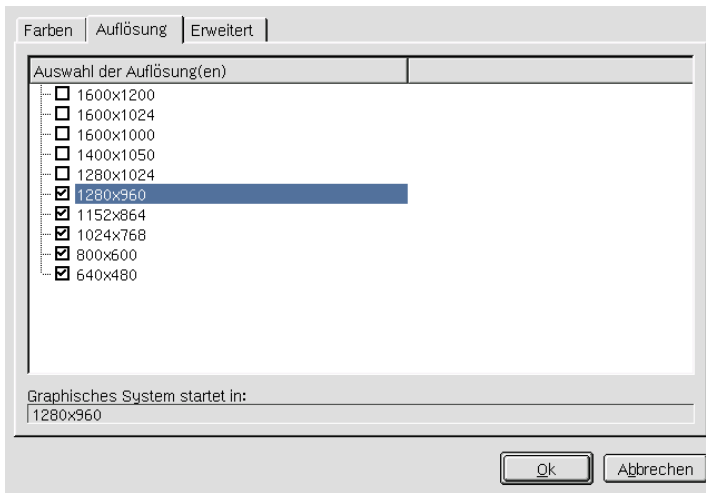 Farben Auflösung Erweitert
Auswahl der Auflösung(en)
1600x1200
1600x1024
1600x1000
1400x1050
1280x1024
1280x960
1152x864
1024x768
800x600
640x480
Graphisches System startet in:
1280x960
Ok Abbrechen